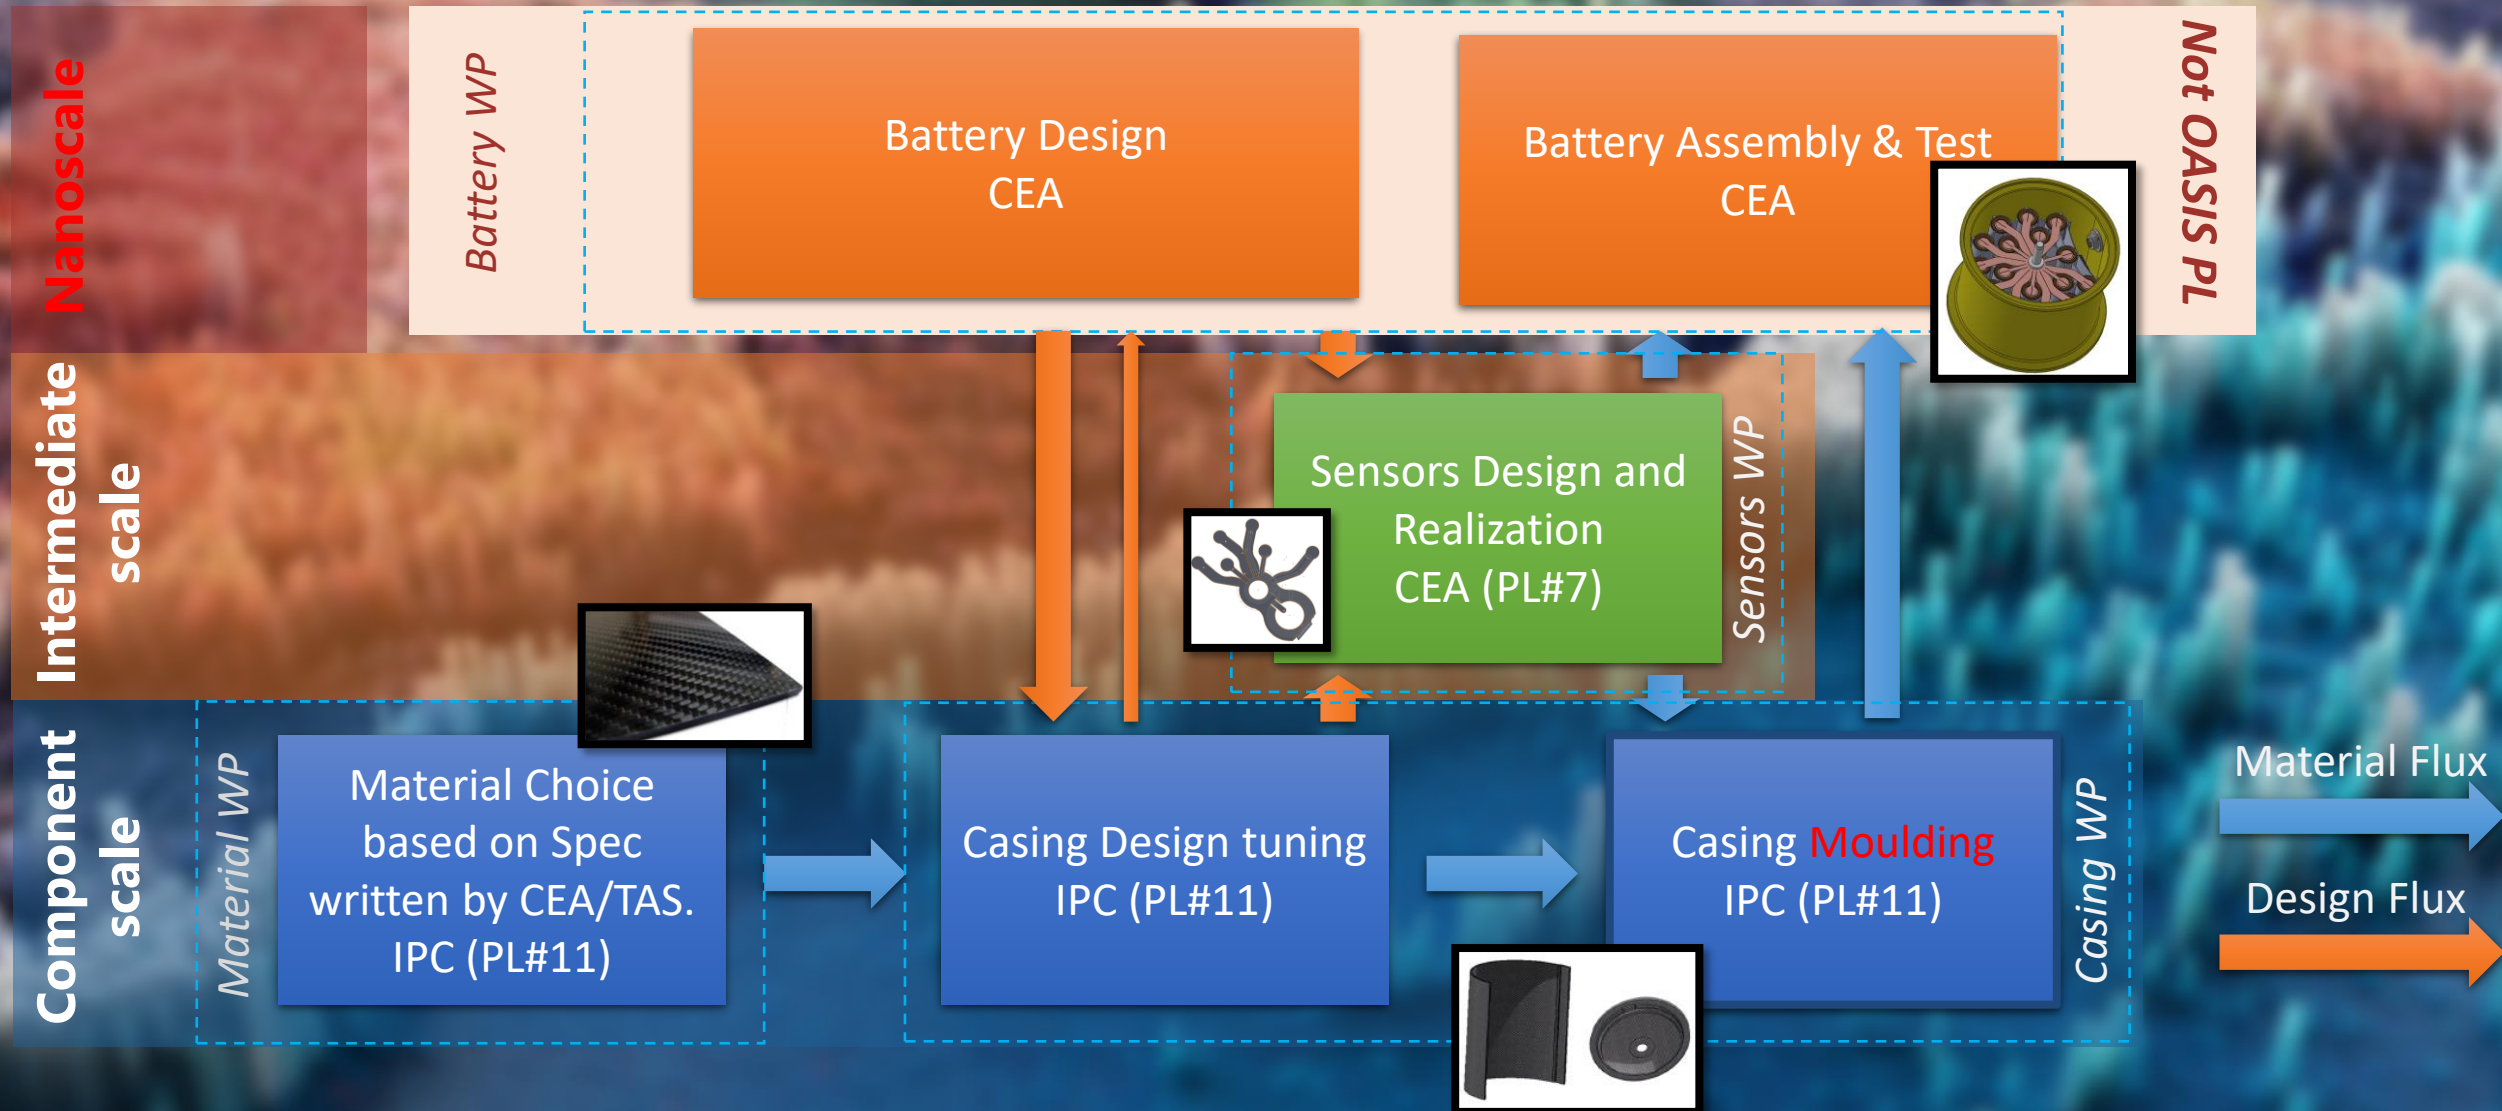 Nanoscale
Battery WP
Battery Design
CEA
Battery Assembly & Test
CEA
Not OASIS PL
Intermediate
scale
Sensors Design and
Realization
CEA (PL#7)
Sensors WP
Component
scale
Material WP
Material Choice
based on Spec
written by CEA/TAS.
IPC (PL#11)
Casing Design tuning
IPC (PL#11)
Casing Moulding
IPC (PL#11)
Casing WP
Material Flux
Design Flux